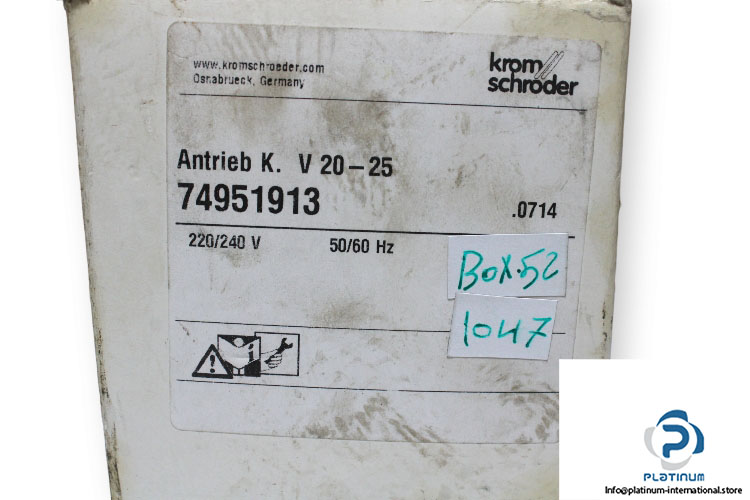 www.kromschroeder.com
Osnabrueck, Germany
krom
schroder
Antrieb K. V 20-25
74951913
.0714
220/240 V 50/60 Hz
Box.52
1047
i
PLATINUM
Info@platinum-international.store